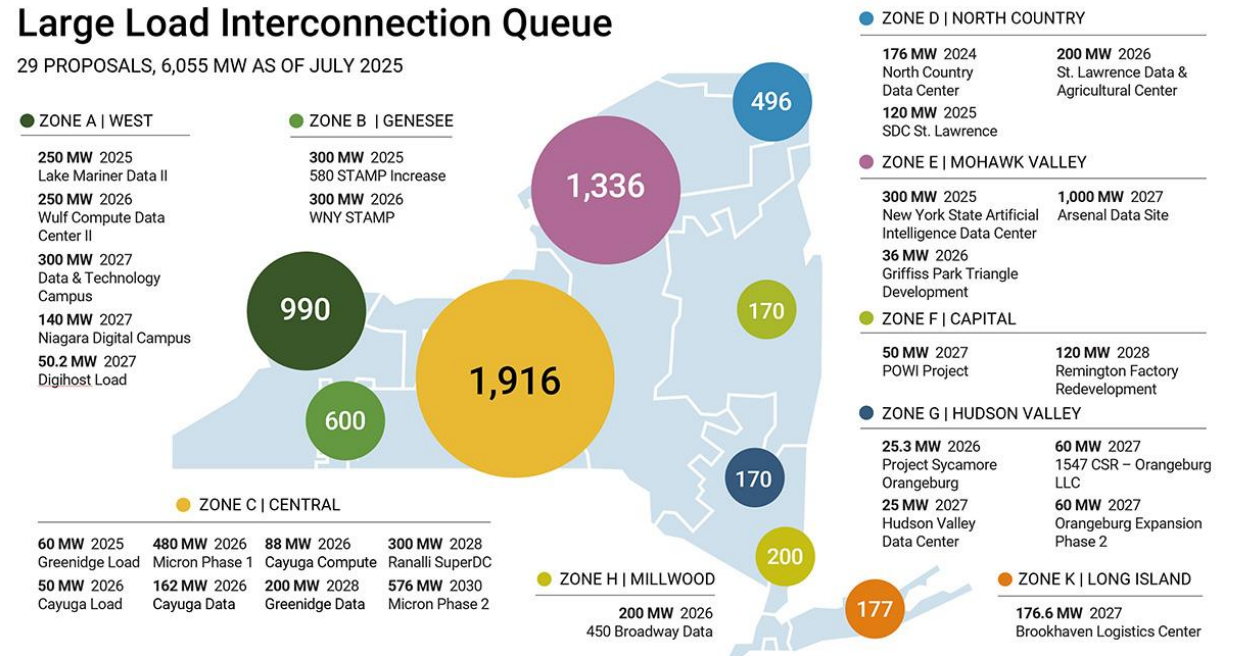 Large Load Interconnection Queue
29 PROPOSALS, 6,055 MW AS OF JULY 2025
ZONE A | WEST
250 MW 2025
Lake Mariner Data II
250 MW 2026
Wulf Compute Data
Center II
300 MW 2027
Data & Technology
Campus
140 MW 2027
Niagara Digital Campus
50.2 MW 2027
Digihost Load
ZONE B | GENESEE
300 MW 2025
580 STAMP Increase
300 MW 2026
WNY STAMP
990
600
1,916
1,336
496
170
170
200
177
ZONE C | CENTRAL
60 MW 2025
Greenidge Load
50 MW 2026
Cayuga Load
480 MW 2026
Micron Phase 1
162 MW 2026
Cayuga Data
88 MW 2026
Cayuga Compute
200 MW 2028
Greenidge Data
300 MW 2028
Ranalli SuperDC
576 MW 2030
Micron Phase 2
ZONE D | NORTH COUNTRY
176 MW 2024
North Country
Data Center
120 MW 2025
SDC St. Lawrence
200 MW 2026
St. Lawrence Data &
Agricultural Center
ZONE E | MOHAWK VALLEY
300 MW 2025
New York State Artificial
Intelligence Data Center
36 MW 2026
Griffiss Park Triangle
Development
1,000 MW 2027
Arsenal Data Site
ZONE F | CAPITAL
50 MW 2027
POWI Project
120 MW 2028
Remington Factory
Redevelopment
ZONE G | HUDSON VALLEY
25.3 MW 2026
Project Sycamore
Orangeburg
25 MW 2027
Hudson Valley
Data Center
60 MW 2027
1547 CSR – Orangeburg
LLC
60 MW 2027
Orangeburg Expansion
Phase 2
ZONE H | MILLWOOD
200 MW 2026
450 Broadway Data
ZONE K | LONG ISLAND
176.6 MW 2027
Brookhaven Logistics Center